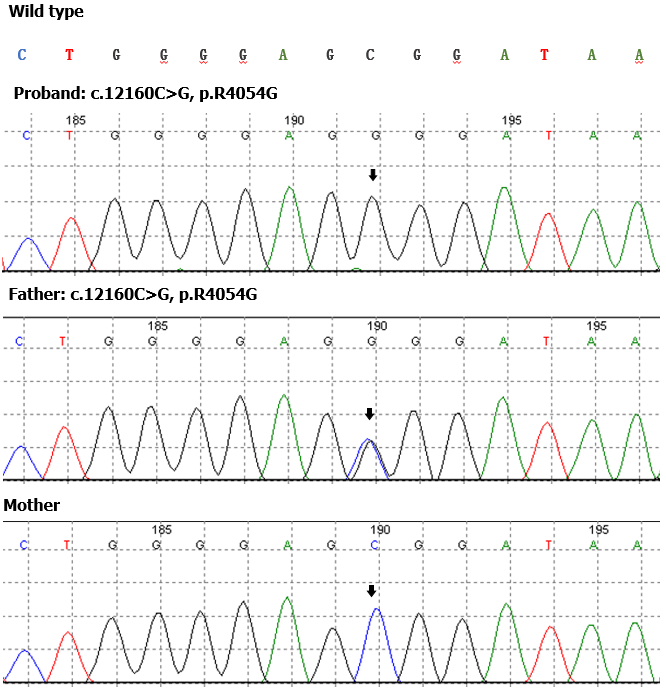 Wild type
C T G G G G A G C G G A T A A
Proband: c.12160C>G, p.R4054G
185 190 195
C T G G G G A G G G G A T A A
Father: c.12160C>G, p.R4054G
185 190 195
C T G G G G A G G G G A T A A
Mother
185 190 195
C T G G G G A G C G G A T A A